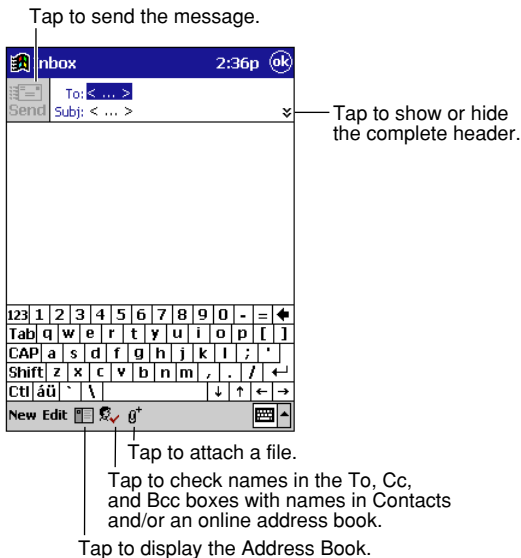 Tap to send the message.
Inbox 2:36p ok
To: < ... >
Send Subj: < ... >
Tap to show or hide
the complete header.
123 1 2 3 4 5 6 7 8 9 0 - =
Tab q w e r t y u i o p [ ]
CAP a s d f g h j k l ; '
Shift z x c v b n m , . /
Ctl áü ` \ ↓ ↑ ← →
New Edit
Tap to attach a file.
Tap to check names in the To, Cc,
and Bcc boxes with names in Contacts
and/or an online address book.
Tap to display the Address Book.